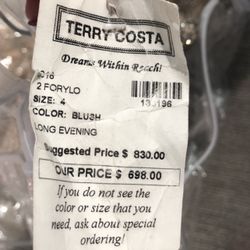 TERRY COSTA
Dreams Within Reach!
2 FORYLO
SIZE: 4
COLOR: BLUSH
LONG EVENING
Suggested Price $ 830.00
OUR PRICE $ 698.00
If you do not see
the color or size that you
need, ask about special
ordering!